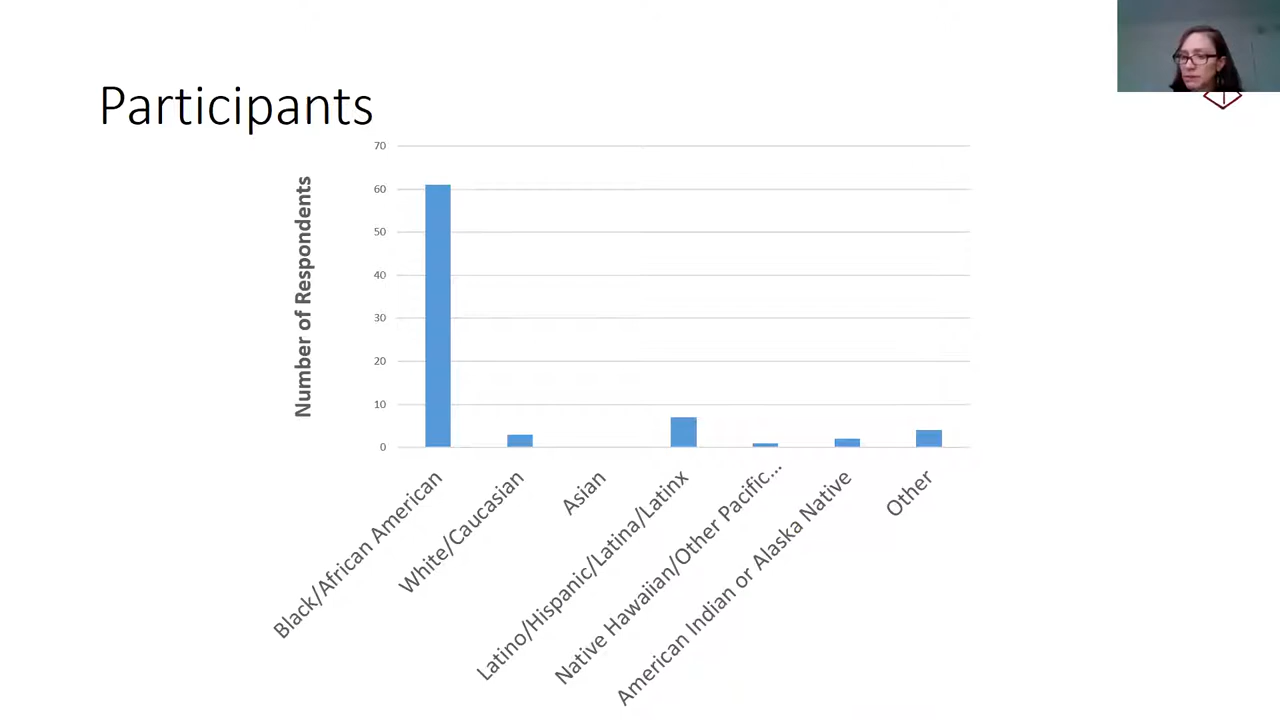 Participants
Number of Respondents
70
60
50
40
30
20
10
0
Black/African American
White/Caucasian
Asian
Latino/Hispanic/Latina/Latinx
Native Hawaiian/Other Pacific...
American Indian or Alaska Native
Other